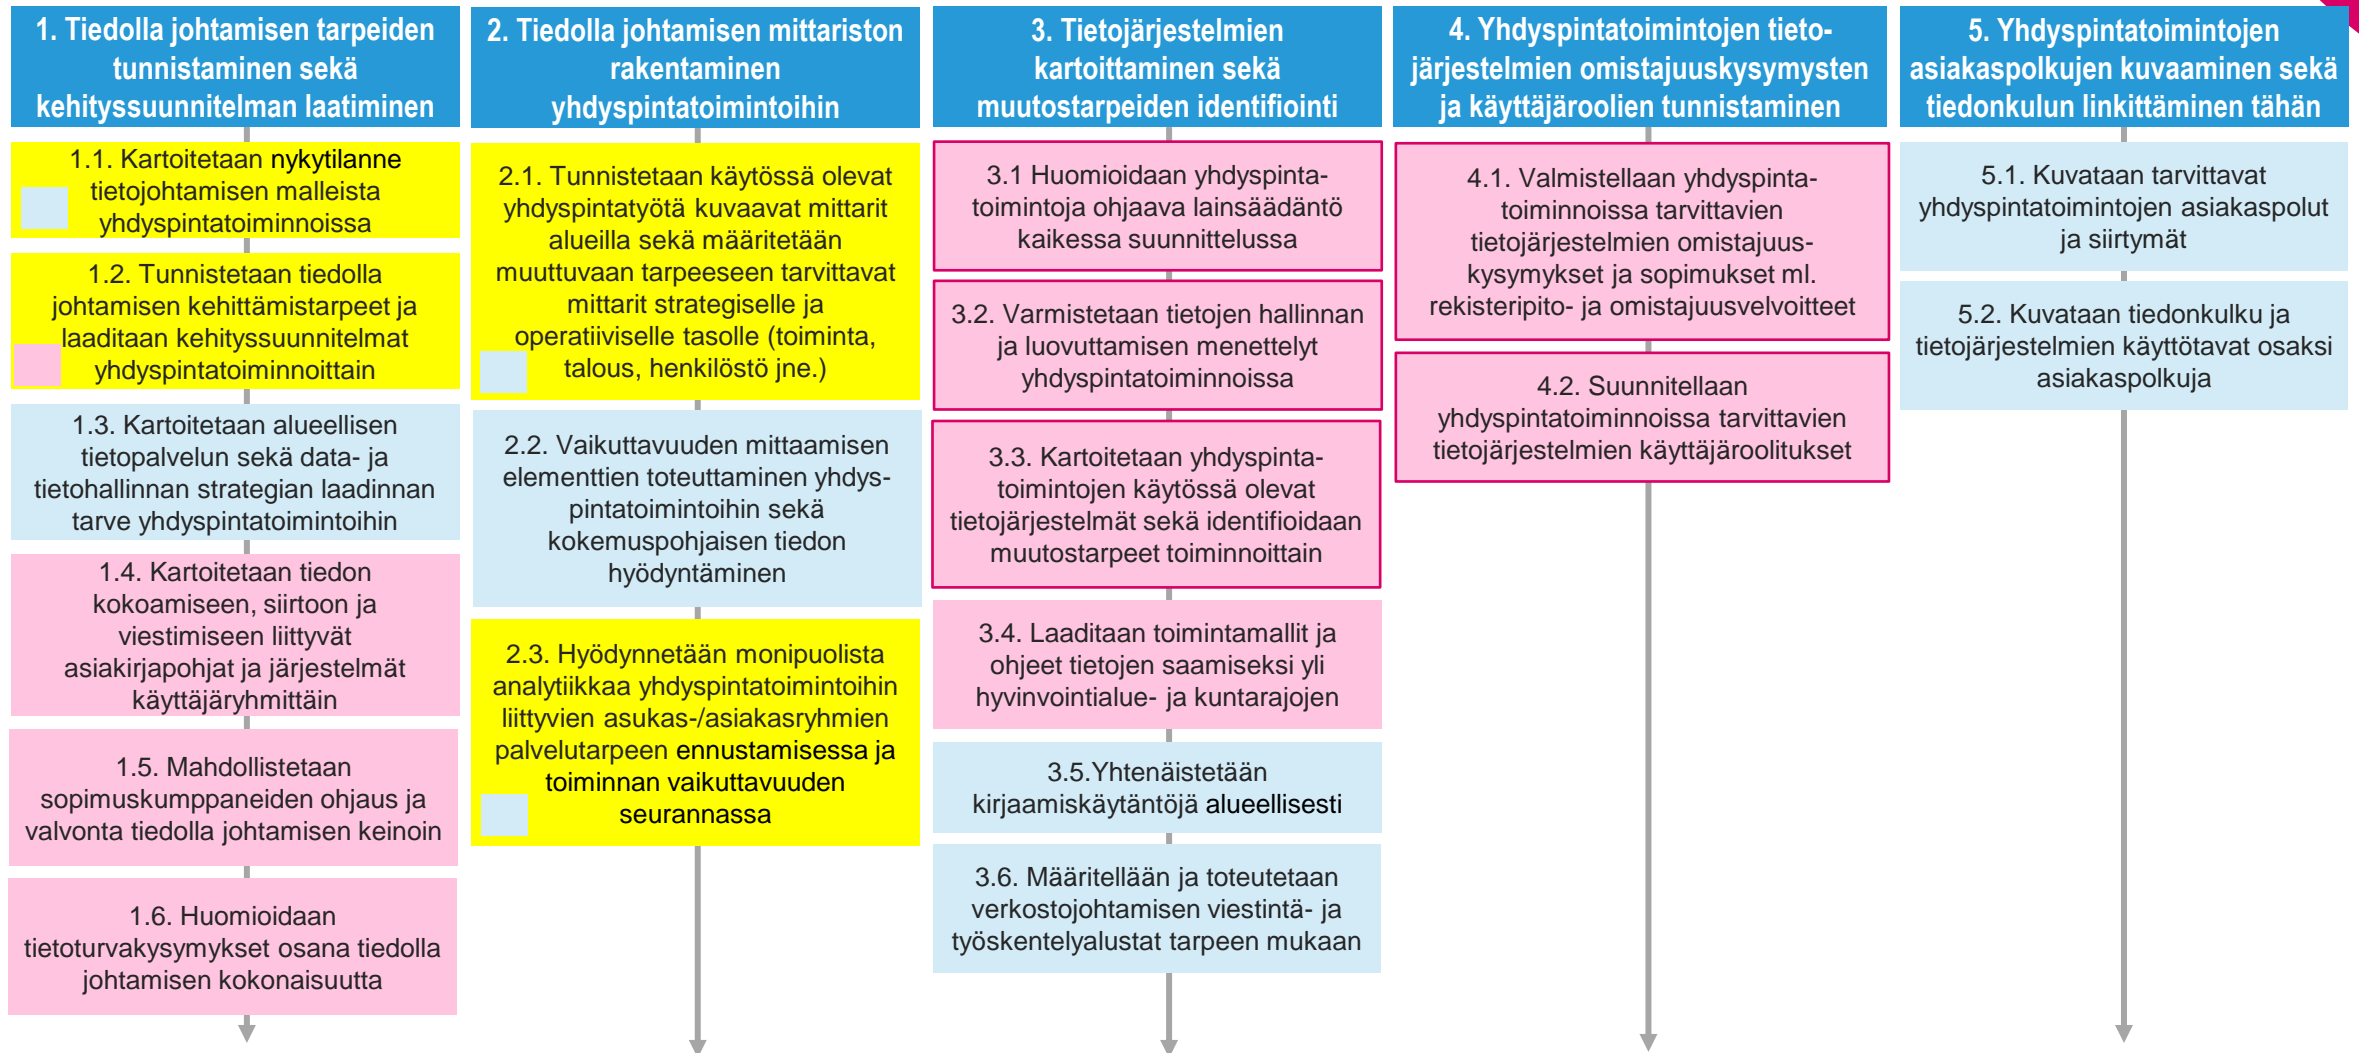 1. Tiedolla johtamisen tarpeiden
tunnistaminen sekä
kehityssuunnitelman laatiminen
1.1. Kartoitetaan nykytilanne
tietojohtamisen malleista
yhdyspintatoiminnoissa
1.2. Tunnistetaan tiedolla
johtamisen kehittämistarpeet ja
laaditaan kehityssuunnitelmat
yhdyspintatoiminnoittain
1.3. Kartoitetaan alueellisen
tietopalvelun sekä data- ja
tietohallinnan strategian laadinnan
tarve yhdyspintatoimintoihin
1.4. Kartoitetaan tiedon
kokoamiseen, siirtoon ja
viestimiseen liittyvät
asiakirjapohjat ja järjestelmät
käyttäjäryhmittäin
1.5. Mahdollistetaan
sopimuskumppaneiden ohjaus ja
valvonta tiedolla johtamisen keinoin
1.6. Huomioidaan
tietoturvakysymykset osana tiedolla
johtamisen kokonaisuutta
2. Tiedolla johtamisen mittariston
rakentaminen
yhdyspintatoimintoihin
2.1. Tunnistetaan käytössä olevat
yhdyspintatyötä kuvaavat mittarit
alueilla sekä määritetään
muuttuvaan tarpeeseen tarvittavat
mittarit strategiselle ja
operatiiviselle tasolle (toiminta,
talous, henkilöstö jne.)
2.2. Vaikuttavuuden mittaamisen
elementtien toteuttaminen yhdys-
pintatoimintoihin sekä
kokemuspohjaisen tiedon
hyödyntäminen
2.3. Hyödynnetään monipuolista
analytiikkaa yhdyspintatoimintoihin
liittyvien asukas-/asiakasryhmien
palvelutarpeen ennustamisessa ja
toiminnan vaikuttavuuden
seurannassa
3. Tietojärjestelmien
kartoittaminen sekä
muutostarpeiden identifiointi
3.1 Huomioidaan yhdyspinta-
toimintoja ohjaava lainsäädäntö
kaikessa suunnittelussa
3.2. Varmistetaan tietojen hallinnan
ja luovuttamisen menettelyt
yhdyspintatoiminnoissa
3.3. Kartoitetaan yhdyspinta-
toimintojen käytössä olevat
tietojärjestelmät sekä identifioidaan
muutostarpeet toiminnoittain
3.4. Laaditaan toimintamallit ja
ohjeet tietojen saamiseksi yli
hyvinvointialue- ja kuntarajojen
3.5.Yhtenäistetään
kirjaamiskäytäntöjä alueellisesti
3.6. Määritellään ja toteutetaan
verkostojohtamisen viestintä- ja
työskentelyalustat tarpeen mukaan
4. Yhdyspintatoimintojen tieto-
järjestelmien omistajuuskysymysten
ja käyttäjäroolien tunnistaminen
4.1. Valmistellaan yhdyspinta-
toiminnoissa tarvittavien
tietojärjestelmien omistajuus-
kysymykset ja sopimukset ml.
rekisteripito- ja omistajuusvelvoitteet
4.2. Suunnitellaan
yhdyspintatoiminnoissa tarvittavien
tietojärjestelmien käyttäjäroolitukset
5. Yhdyspintatoimintojen
asiakaspolkujen kuvaaminen sekä
tiedonkulun linkittäminen tähän
5.1. Kuvataan tarvittavat
yhdyspintatoimintojen asiakaspolut
ja siirtymät
5.2. Kuvataan tiedonkulku ja
tietojärjestelmien käyttötavat osaksi
asiakaspolkuja